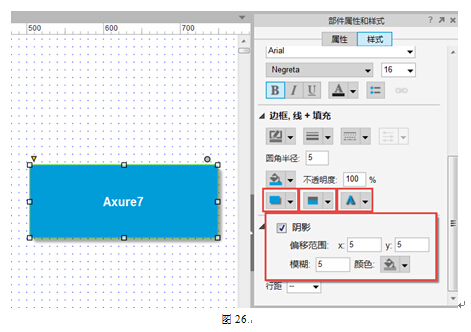 500 600 700
Axure7
部件属性和样式 ?
属性 样式
Arial
Negreta 16
B I U A
边框, 线 + 填充
圆角半径: 5
不透明度: 100 %
A
阴影
偏移范围: x: 5 y: 5
模糊: 5 颜色:
行距 --
图 26..